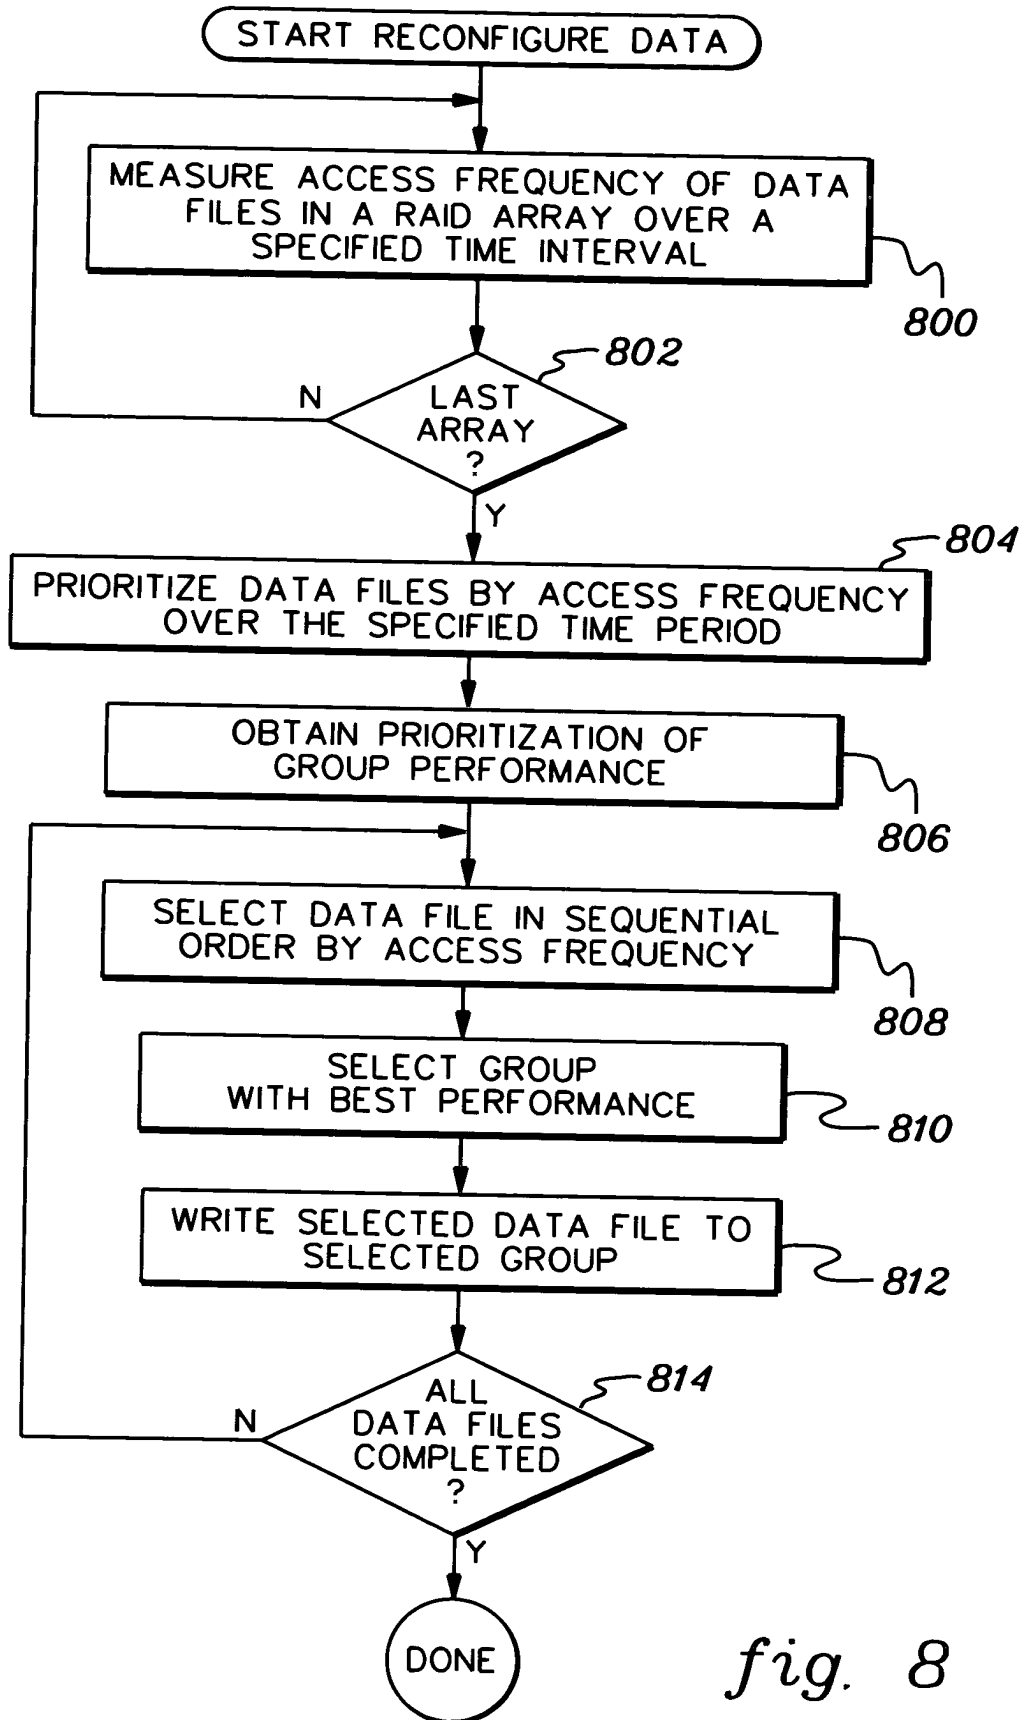 START RECONFIGURE DATA
MEASURE ACCESS FREQUENCY OF DATA
FILES IN A RAID ARRAY OVER A
SPECIFIED TIME INTERVAL
800
802
N
LAST
ARRAY
?
Y
804
PRIORITIZE DATA FILES BY ACCESS FREQUENCY
OVER THE SPECIFIED TIME PERIOD
OBTAIN PRIORITIZATION OF
GROUP PERFORMANCE
806
SELECT DATA FILE IN SEQUENTIAL
ORDER BY ACCESS FREQUENCY
808
SELECT GROUP
WITH BEST PERFORMANCE
810
WRITE SELECTED DATA FILE TO
SELECTED GROUP
812
814
N
ALL
DATA FILES
COMPLETED
?
Y
DONE
fig. 8